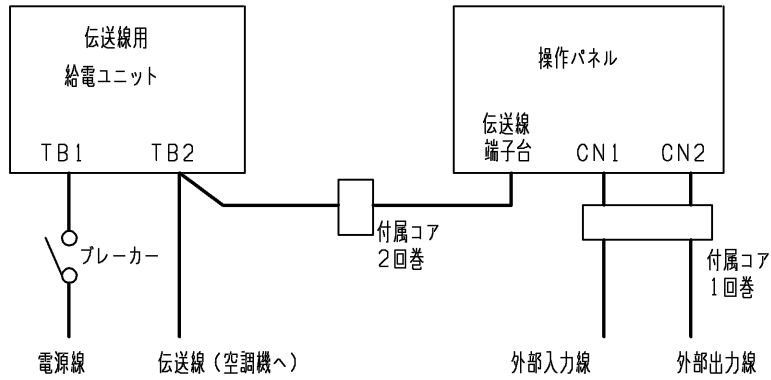 伝送線用
給電ユニット
TB1
TB2
操作パネル
伝送線
端子台
CN1
CN2
ブレーカー
付属コア
2回巻
付属コア
1回巻
電源線
伝送線(空調機へ)
外部入力線
外部出力線